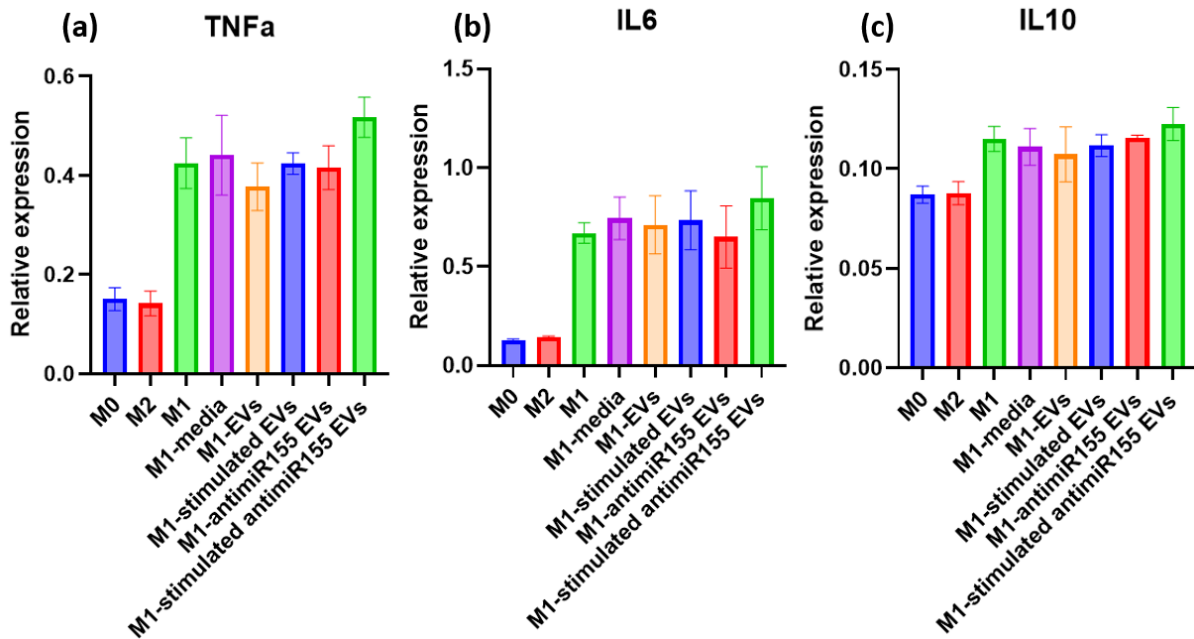 (a) TNFa
Relative expression
0.6
0.4
0.2
0.0
M0
M2
M1
M1-media
M1-EVs
M1-stimulated EVs
M1-antimiR155 EVs
M1-stimulated antimiR155 EVs
(b) IL6
Relative expression
1.5
1.0
0.5
0.0
M0
M2
M1
M1-media
M1-EVs
M1-stimulated EVs
M1-antimiR155 EVs
M1-stimulated antimiR155 EVs
(c) IL10
Relative expression
0.15
0.10
0.05
0.00
M0
M2
M1
M1-media
M1-EVs
M1-stimulated EVs
M1-antimiR155 EVs
M1-stimulated antimiR155 EVs